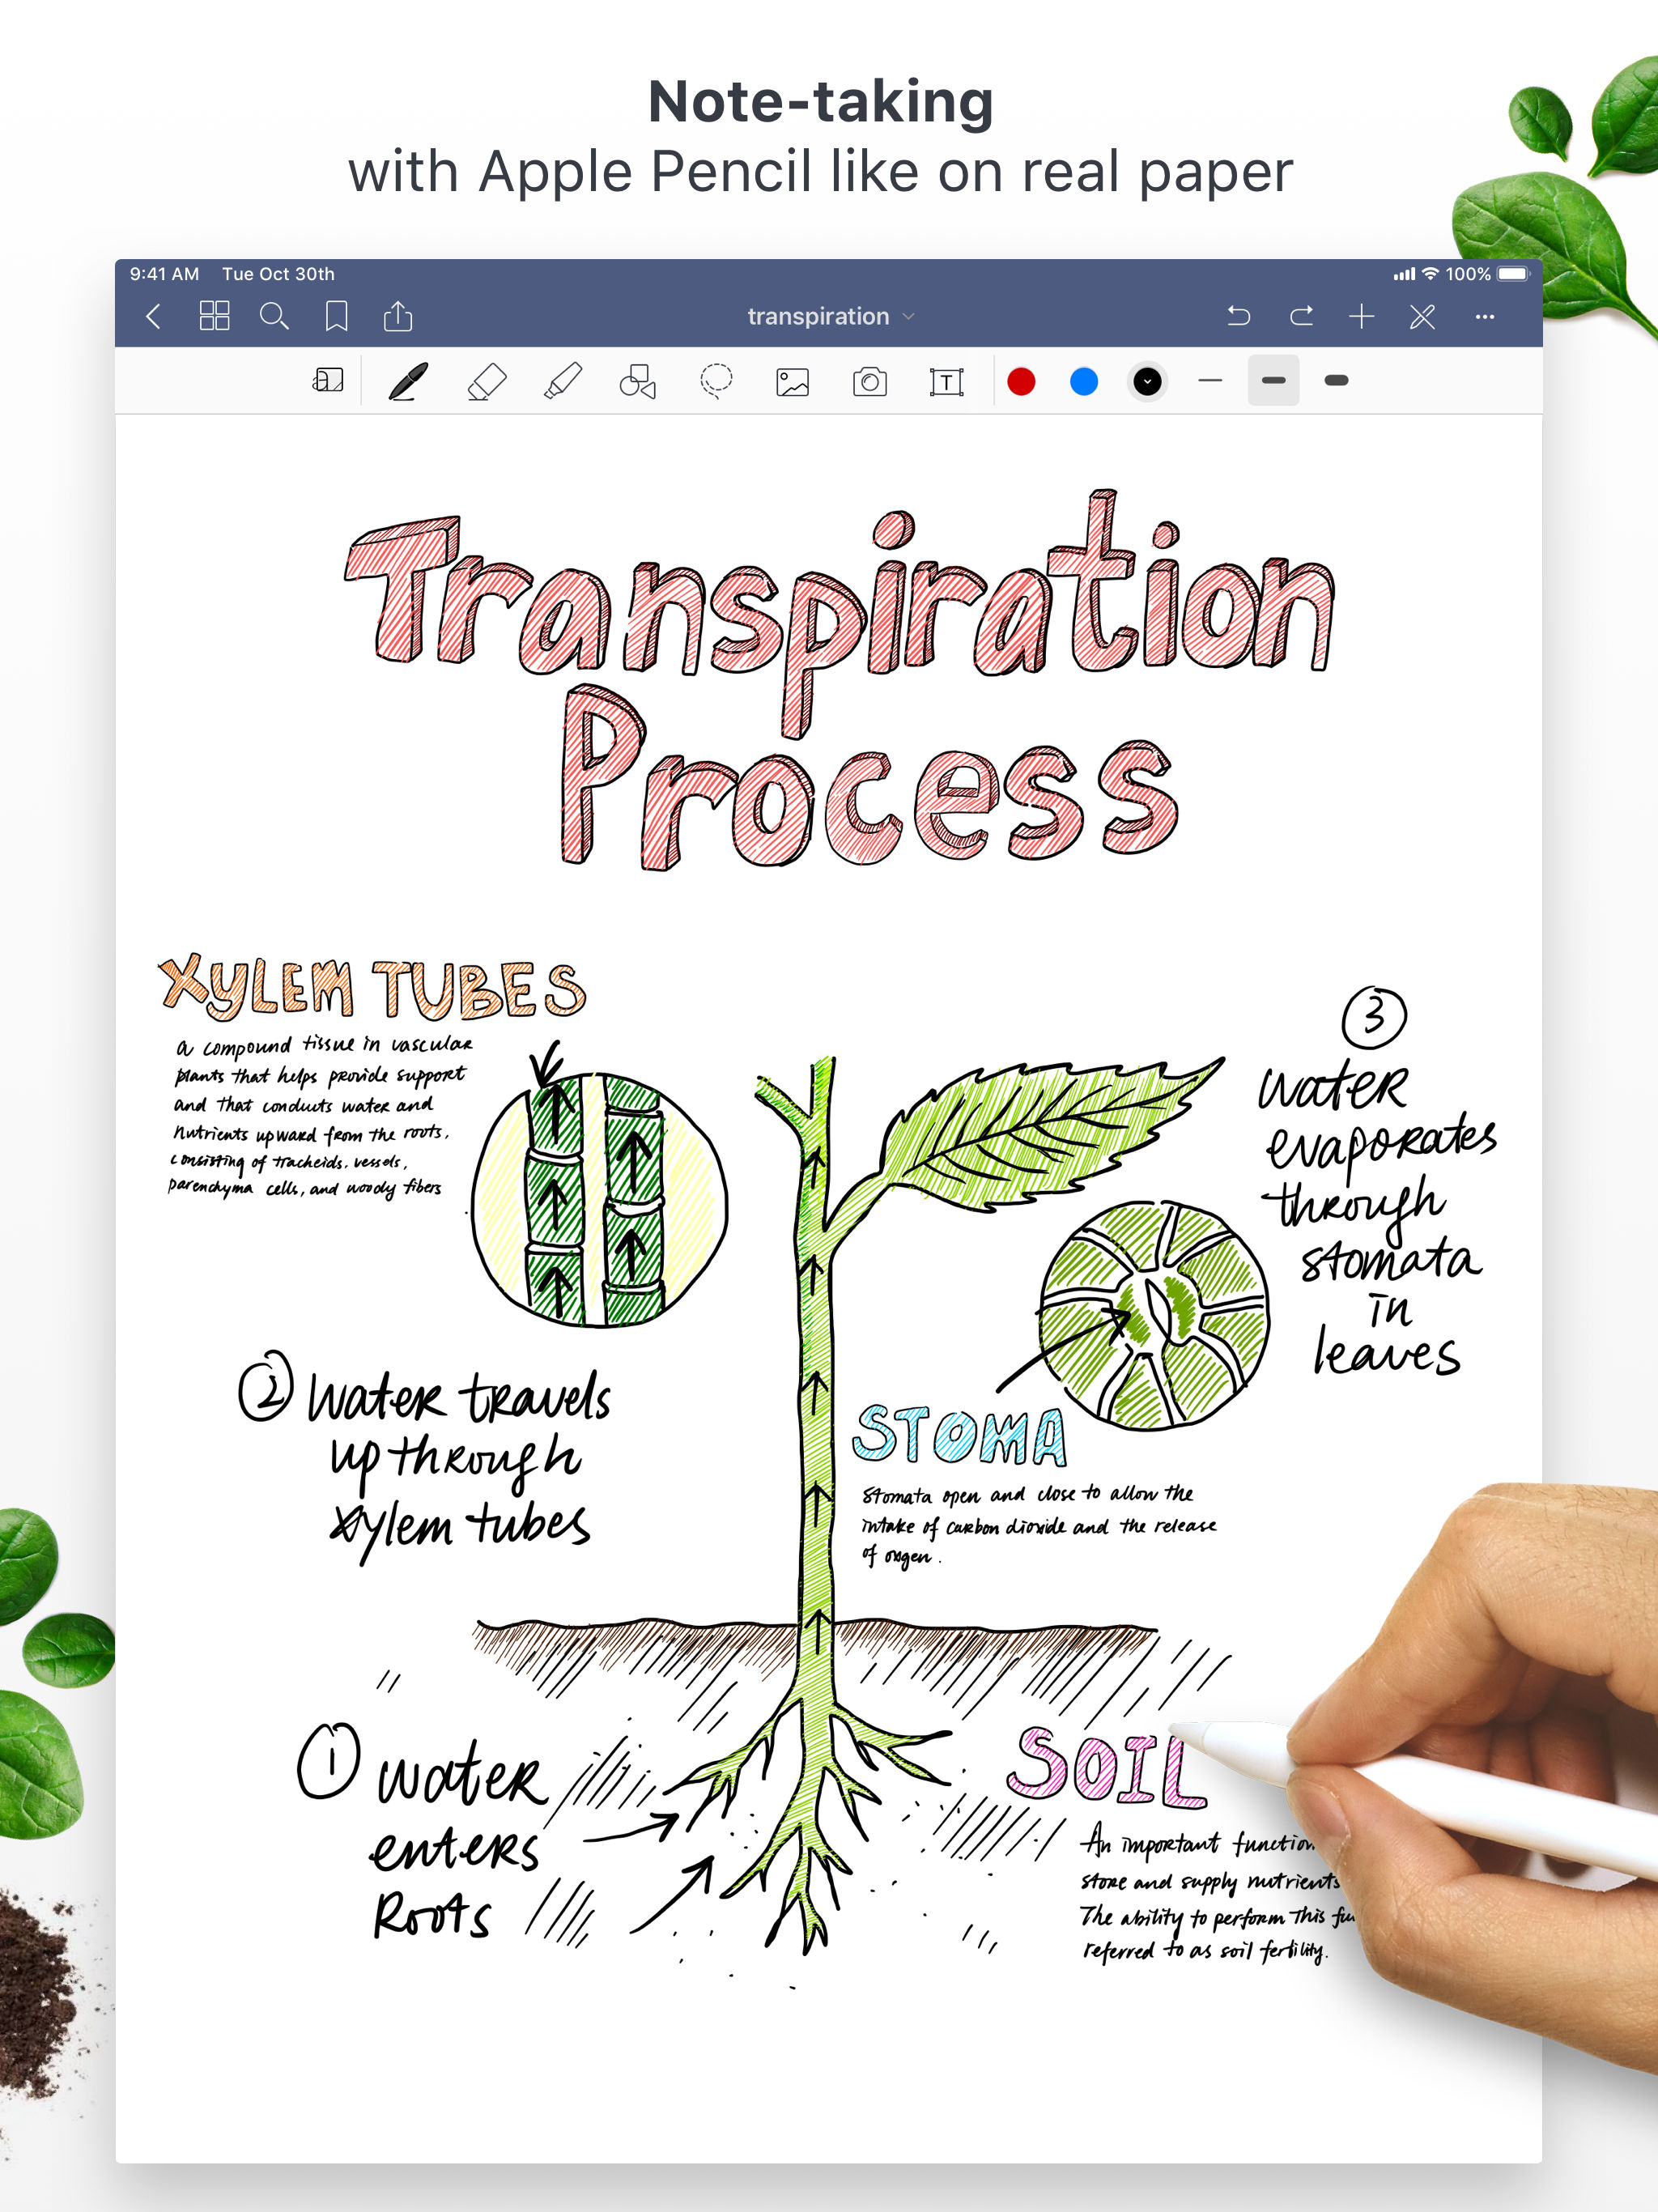 Note-taking
with Apple Pencil like on real paper
9:41 AM Tue Oct 30th
100%
transpiration
T
Transpiration
Process
XYLEM TUBES
a compound tissue in vascular
plants that helps provide support
and that conducts water and
nutrients upward from the roots,
consisting of tracheids, vessels,
parenchyma cells, and woody fibers
3
water
evaporates
through
stomata
in
leaves
2 Water travels
up through
xylem tubes
STOMA
Stomata open and close to allow the
intake of carbon dioxide and the release
of oxgen.
1 water
enters
Roots
SOIL
An important function
store and supply nutrients
The ability to perform this fu
referred to as soil fertility.